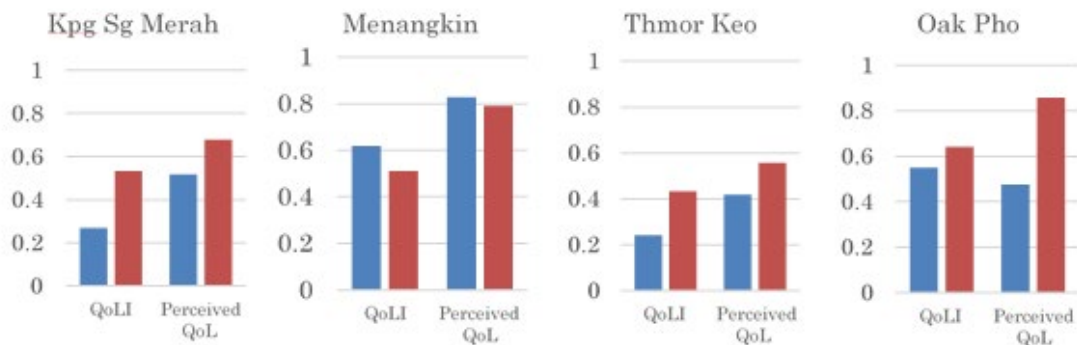 Kpg Sg Merah
1
0.8
0.6
0.4
0.2
0
QoLI
Perceived
QoL
Menangkin
1
0.8
0.6
0.4
0.2
0
QoLI
Perceived
QoL
Thmor Keo
1
0.8
0.6
0.4
0.2
0
QoLI
Perceived
QoL
Oak Pho
1
0.8
0.6
0.4
0.2
0
QoLI
Perceived
QoL